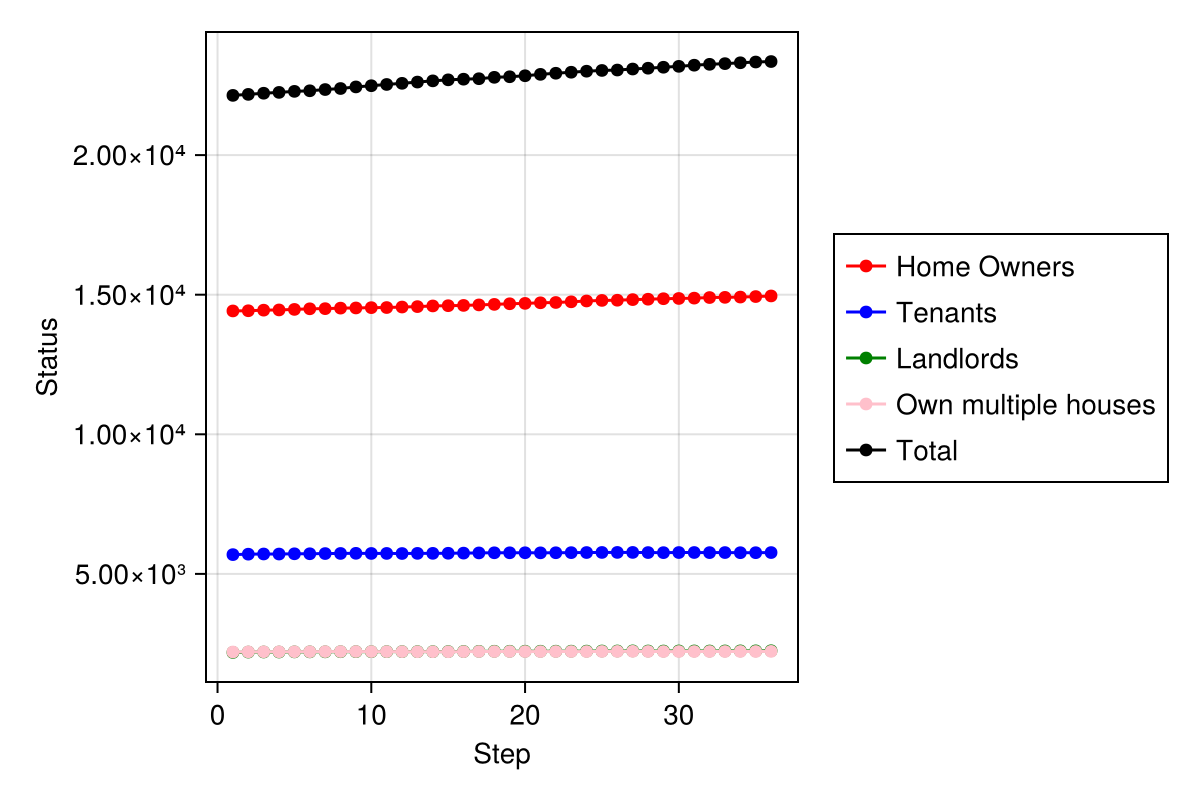 2.00×10⁴
1.50×10⁴
1.00×10⁴
5.00×10³
Status
0 10 20 30
Step
Home Owners
Tenants
Landlords
Own multiple houses
Total